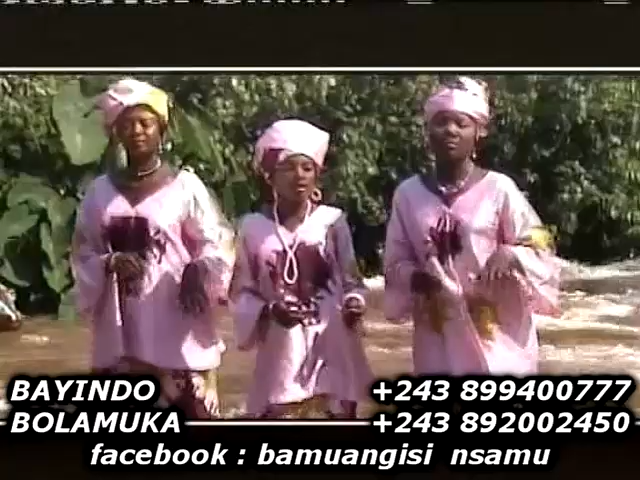 BAYINDO +243 899400777
BOLAMUKA +243 892002450
facebook : bamuangisi nsamu